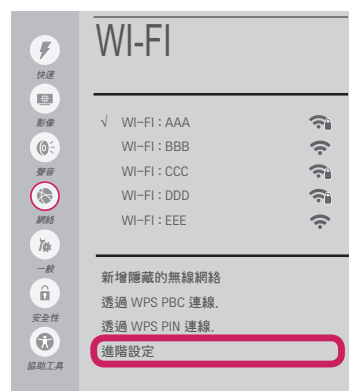 WI-FI
快速
影像
聲音
網絡
一般
安全性
協助工具
√ WI-FI : AAA
WI-FI : BBB
WI-FI : CCC
WI-FI : DDD
WI-FI : EEE
新增隱藏的無線網絡
透過 WPS PBC 連線.
透過 WPS PIN 連線.
進階設定